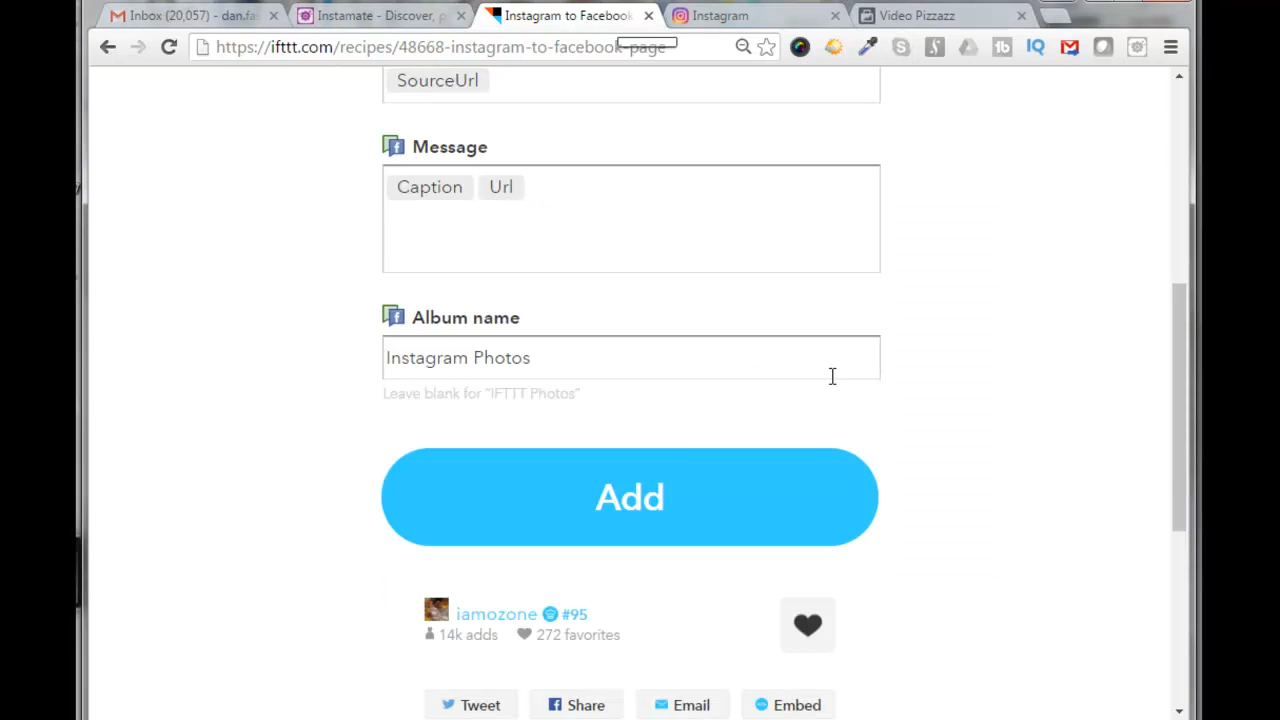 Inbox (20,057) - dan.fas
Instamate - Discover, p
Instagram to Facebook
Instagram
Video Pizzazz
https://ifttt.com/recipes/48668-instagram-to-facebook-page
SourceUrl
Message
Caption Url
Album name
Instagram Photos
Leave blank for "IFTTT Photos"
Add
iamozone #95
14k adds 272 favorites
Tweet Share Email Embed